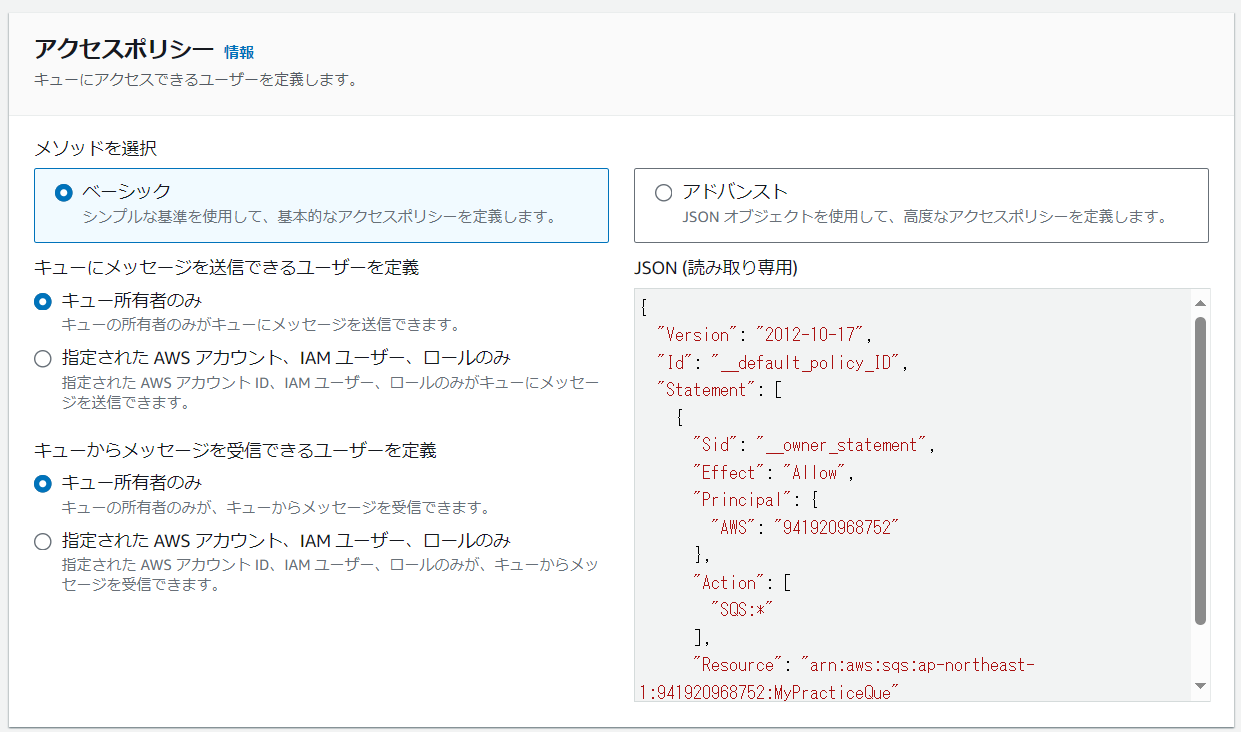 アクセスポリシー 情報
キューにアクセスできるユーザーを定義します。
メソッドを選択
ベーシック
シンプルな基準を使用して、基本的なアクセスポリシーを定義します。
アドバンスト
JSON オブジェクトを使用して、高度なアクセスポリシーを定義します。
キューにメッセージを送信できるユーザーを定義
キュー所有者のみ
キューの所有者のみがキューにメッセージを送信できます。
指定された AWS アカウント、IAM ユーザー、ロールのみ
指定された AWS アカウント ID、IAM ユーザー、ロールのみがキューにメッセー
ジを送信できます。
キューからメッセージを受信できるユーザーを定義
キュー所有者のみ
キューの所有者のみが、キューからメッセージを受信できます。
指定された AWS アカウント、IAM ユーザー、ロールのみ
指定された AWS アカウント ID、IAM ユーザー、ロールのみが、キューからメッ
セージを受信できます。
JSON (読み取り専用)
{
"Version": "2012-10-17",
"Id": "__default_policy_ID",
"Statement": [
{
"Sid": "__owner_statement",
"Effect": "Allow",
"Principal": {
"AWS": "941920968752"
},
"Action": [
"SQS:*"
],
"Resource": "arn:aws:sqs:ap-northeast-
1:941920968752:MyPracticeQue"